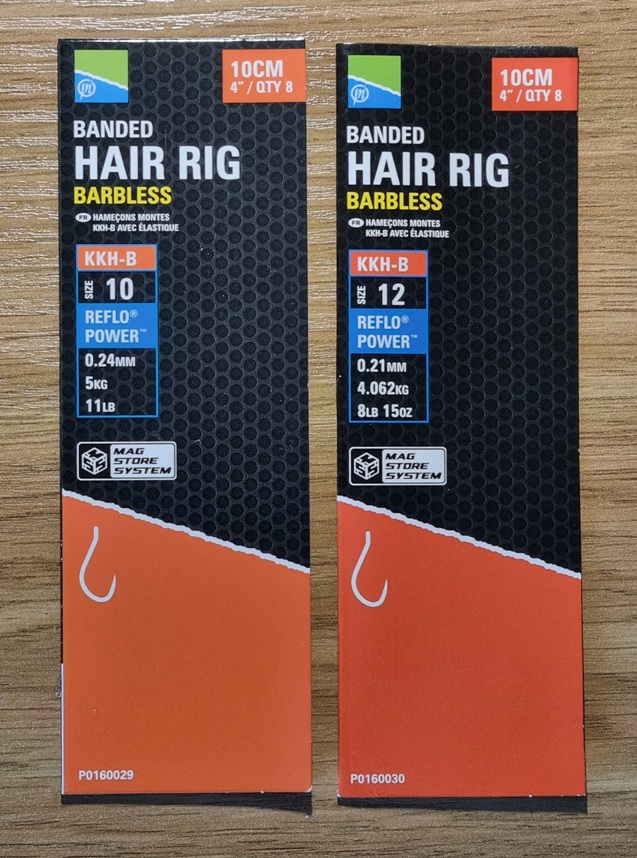 10CM
4" / QTY 8
BANDED
HAIR RIG
BARBLESS
FR HAMEÇONS MONTES
KKH-B AVEC ÉLASTIQUE
KKH-B
SIZE 10
REFLO®
POWER™
0.24MM
5KG
11LB
MAG
STORE
SYSTEM
P0160029
10CM
4" / QTY 8
BANDED
HAIR RIG
BARBLESS
FR HAMEÇONS MONTES
KKH-B AVEC ÉLASTIQUE
KKH-B
SIZE 12
REFLO®
POWER™
0.21MM
4.062KG
8LB 15OZ
MAG
STORE
SYSTEM
P0160030